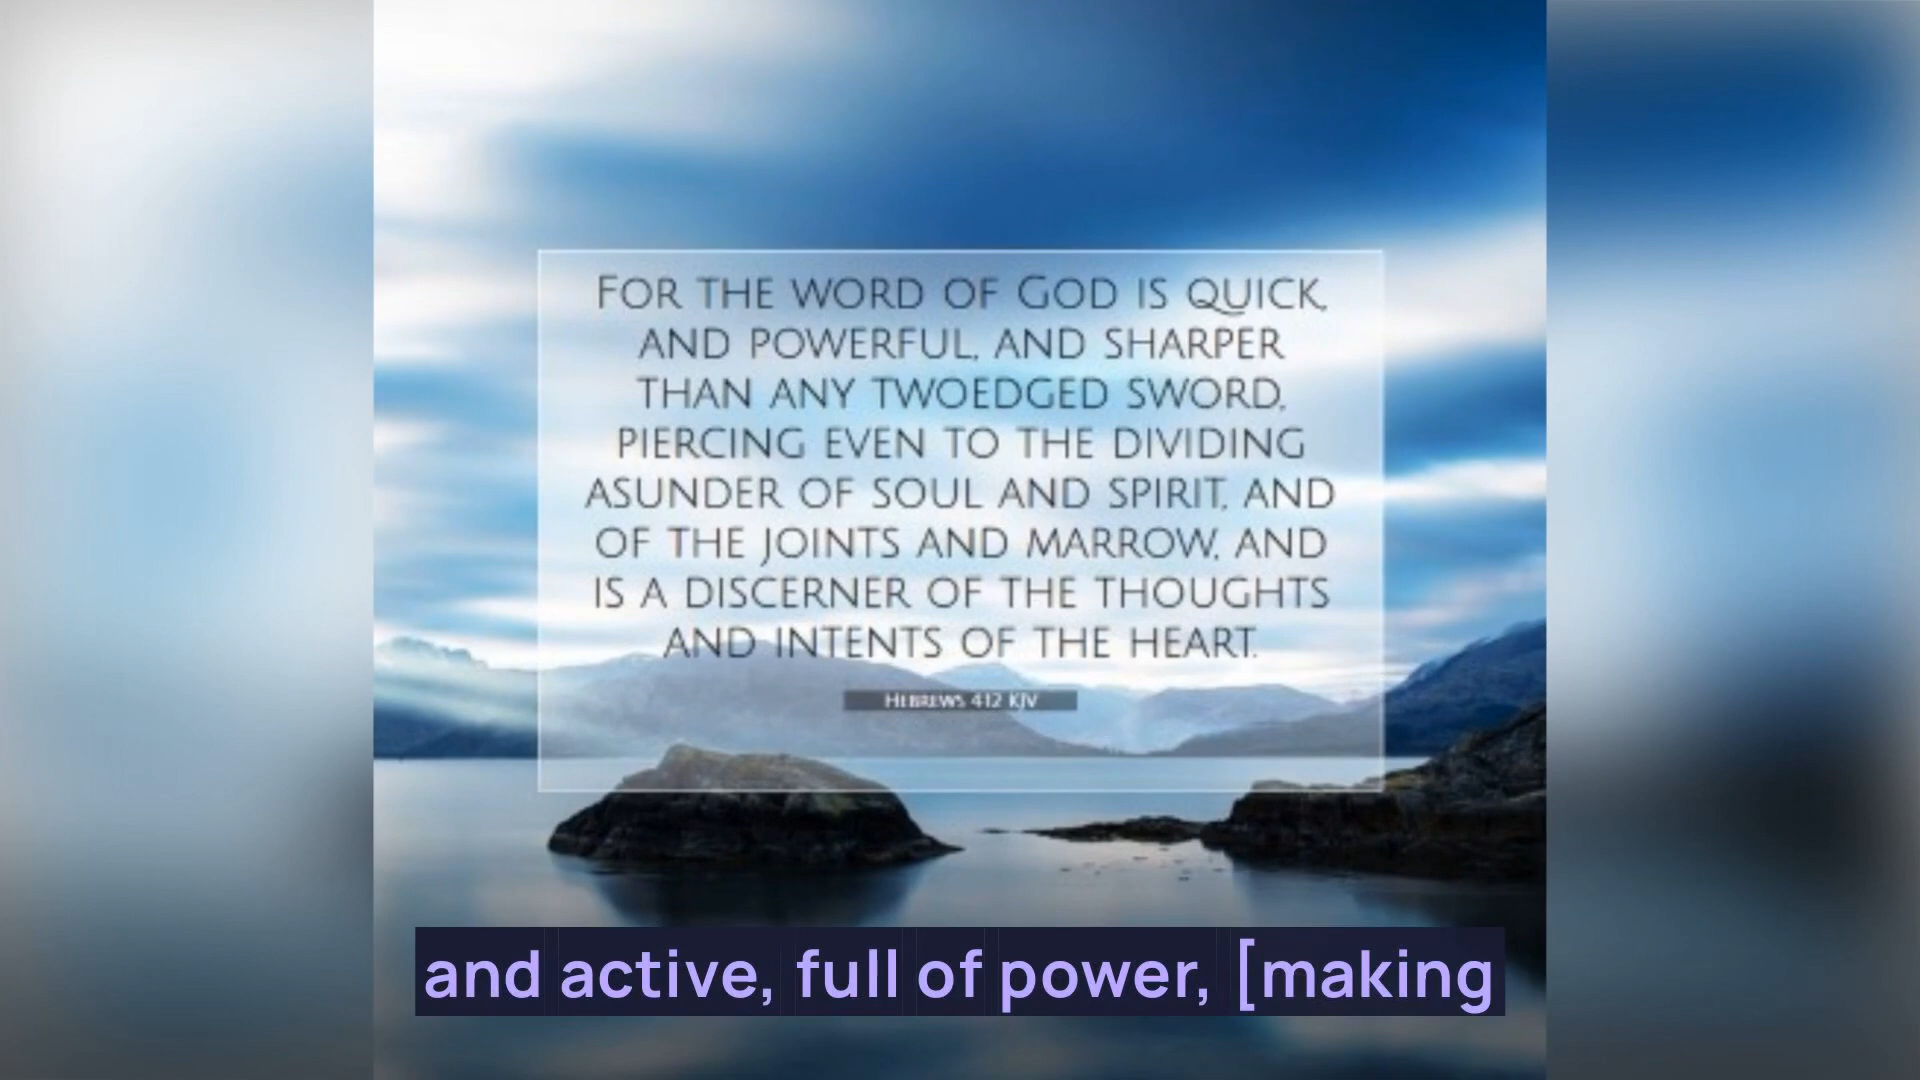 For the word of God is quick,
and powerful, and sharper
than any twoedged sword,
piercing even to the dividing
asunder of soul and spirit, and
of the joints and marrow, and
is a discerner of the thoughts
and intents of the heart.
Hebrews 4:12 KJV
and active, full of power, [making